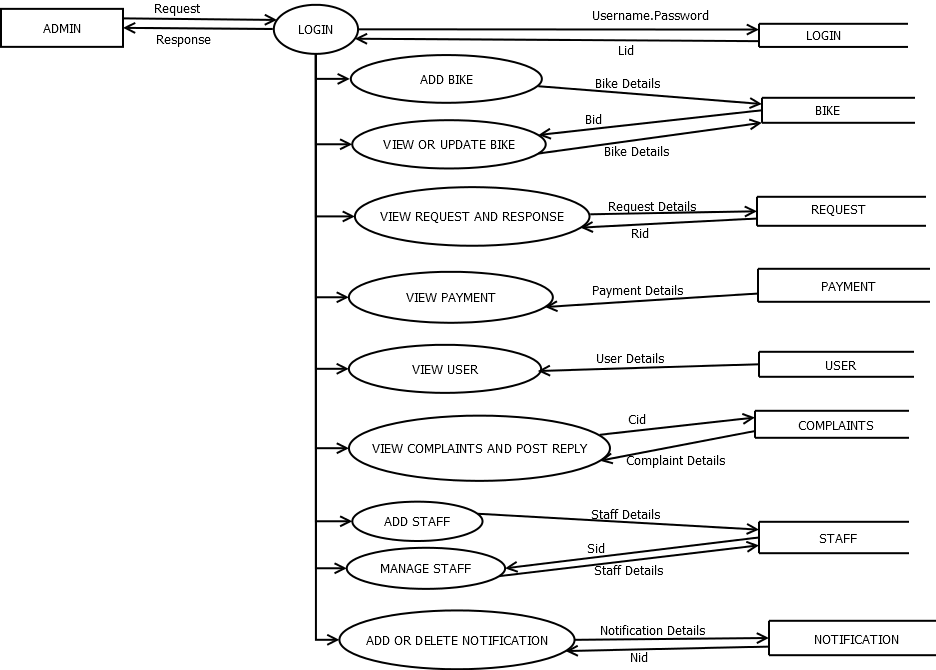 Request
ADMIN
Response
LOGIN
Username.Password
Lid
LOGIN
ADD BIKE
Bike Details
BIKE
Bid
VIEW OR UPDATE BIKE
Bike Details
VIEW REQUEST AND RESPONSE
Request Details
Rid
REQUEST
VIEW PAYMENT
Payment Details
PAYMENT
VIEW USER
User Details
USER
VIEW COMPLAINTS AND POST REPLY
Cid
Complaint Details
COMPLAINTS
ADD STAFF
Staff Details
STAFF
Sid
MANAGE STAFF
Staff Details
ADD OR DELETE NOTIFICATION
Notification Details
Nid
NOTIFICATION